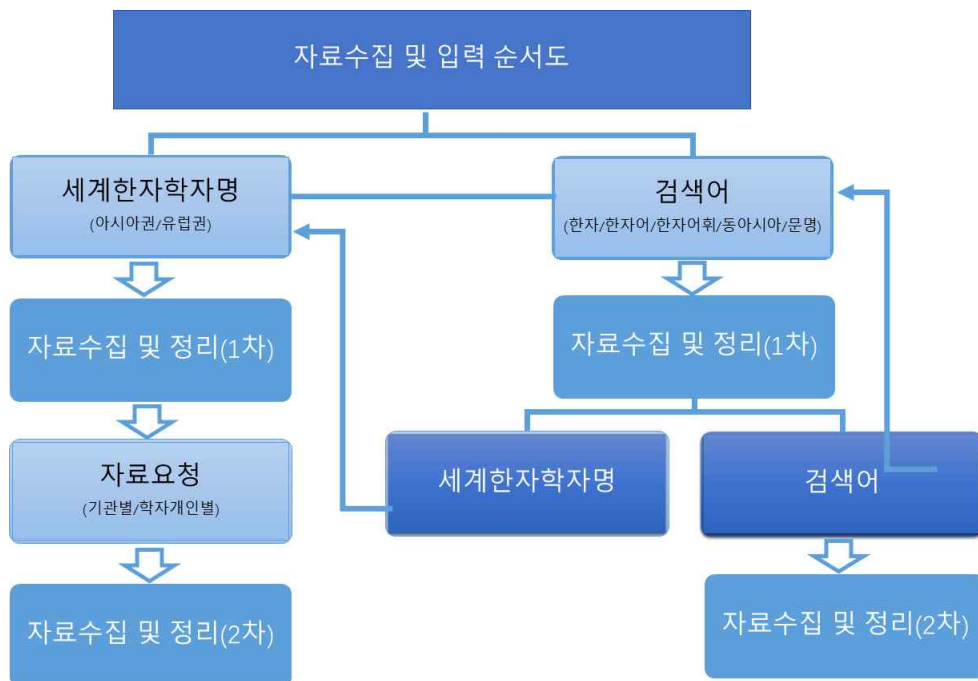 자료수집 및 입력 순서도
세계한자학자명
(아시아권/유럽권)
검색어
(한자/한자어/한자어휘/동아시아/문명)
자료수집 및 정리(1차)
자료수집 및 정리(1차)
자료요청
(기관별/학자개인별)
세계한자학자명
검색어
자료수집 및 정리(2차)
자료수집 및 정리(2차)